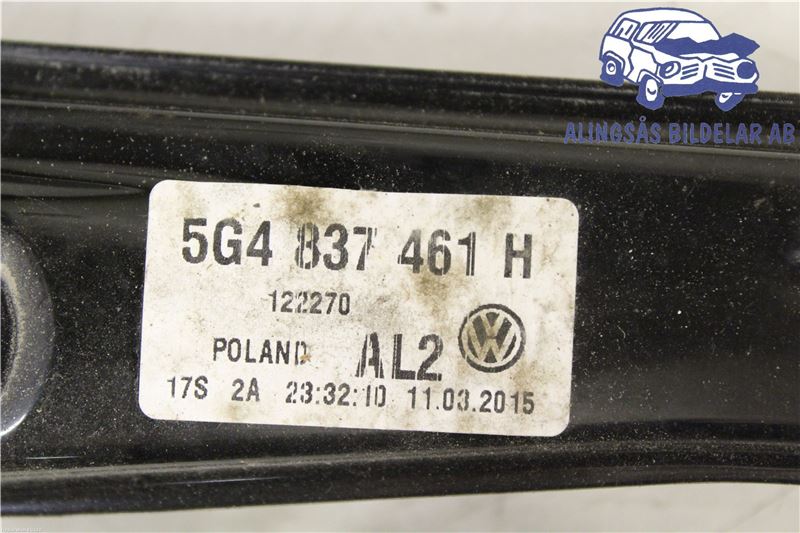 ALINGSÅS BILDELAR AB
5G4 837 461 H
122270
POLAND AL2
17S 2A 23:32:10 11.03.2015